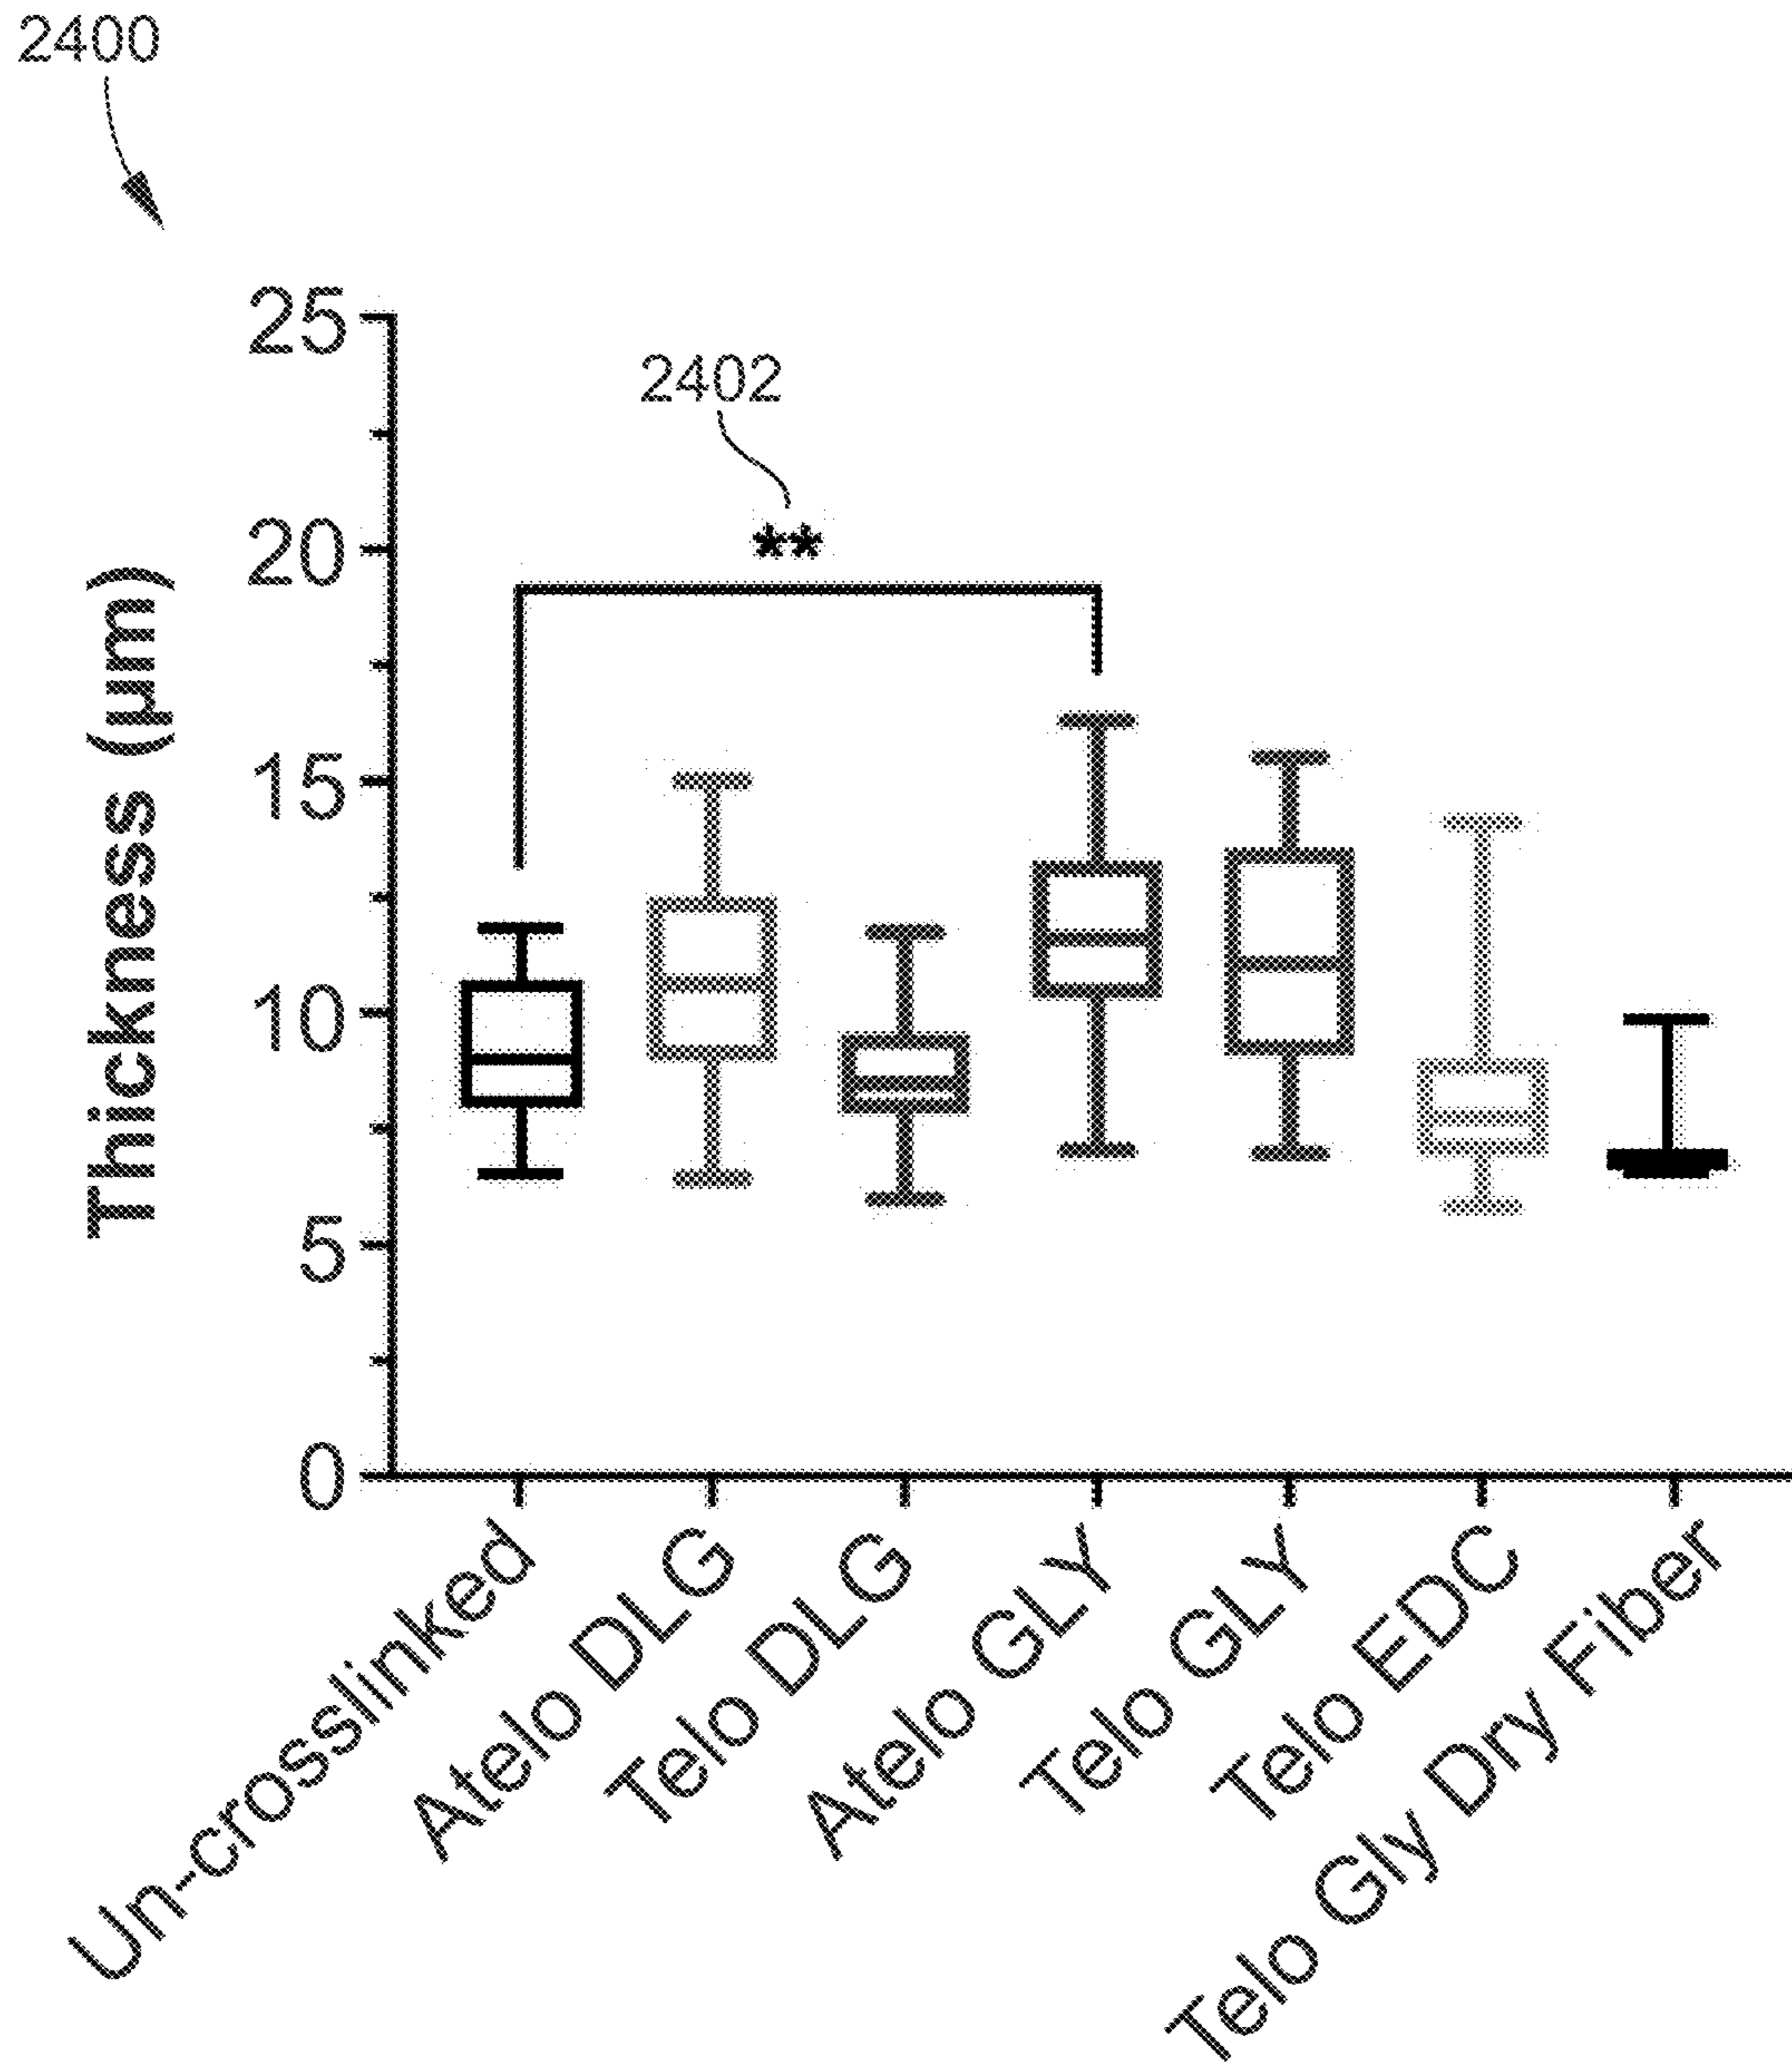 2400
2402
**
Thickness (µm)
25
20
15
10
5
0
Un-crosslinked
Atelo DLG
Telo DLG
Atelo GLY
Telo GLY
Telo EDC
Telo Gly Dry Fiber